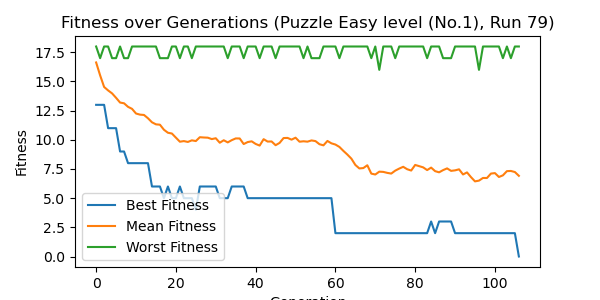 Fitness over Generations (Puzzle Easy level (No.1), Run 79)
Fitness
17.5
15.0
12.5
10.0
7.5
5.0
2.5
0.0
Best Fitness
Mean Fitness
Worst Fitness
0 20 40 60 80 100
Generation